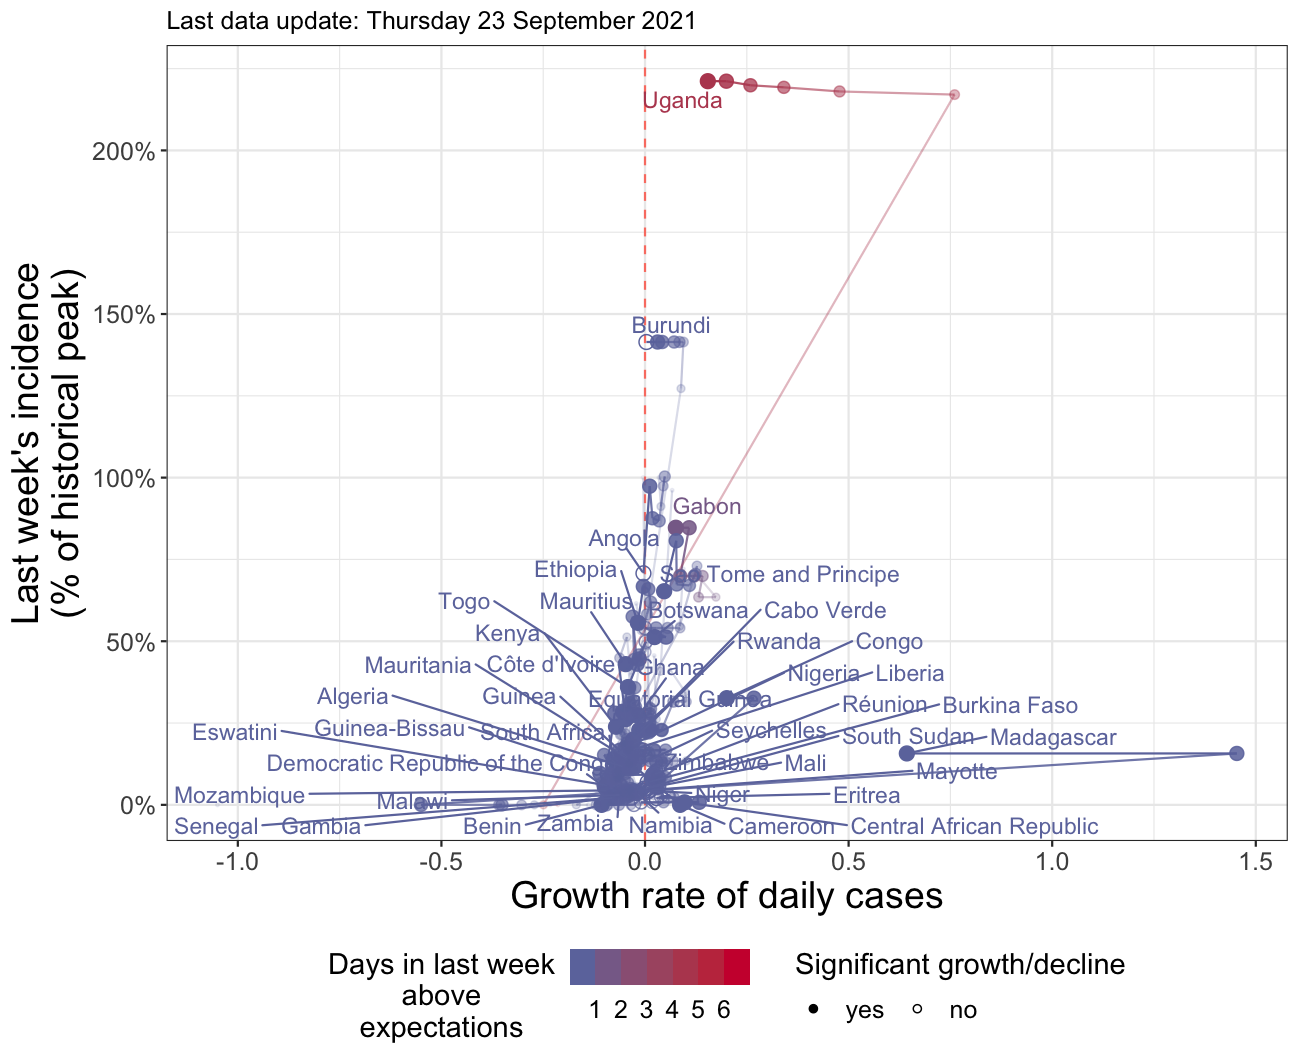 Last data update: Thursday 23 September 2021
Last week's incidence
(% of historical peak)
200%
150%
100%
50%
0%
Uganda
Burundi
Gabon
Angola
Ethiopia
Sao Tome and Principe
Togo
Mauritius
Botswana
Cabo Verde
Kenya
Rwanda
Congo
Mauritania
Côte d'Ivoire
Ghana
Nigeria
Liberia
Algeria
Guinea
Equatorial Guinea
Réunion
Burkina Faso
Eswatini
Guinea-Bissau
South Africa
Seychelles
South Sudan
Madagascar
Democratic Republic of the Congo
Zimbabwe
Mali
Mayotte
Mozambique
Malawi
Niger
Eritrea
Senegal
Gambia
Benin
Zambia
Namibia
Cameroon
Central African Republic
-1.0
-0.5
0.0
0.5
1.0
1.5
Growth rate of daily cases
Days in last week
above
expectations
1 2 3 4 5 6
Significant growth/decline
yes
no